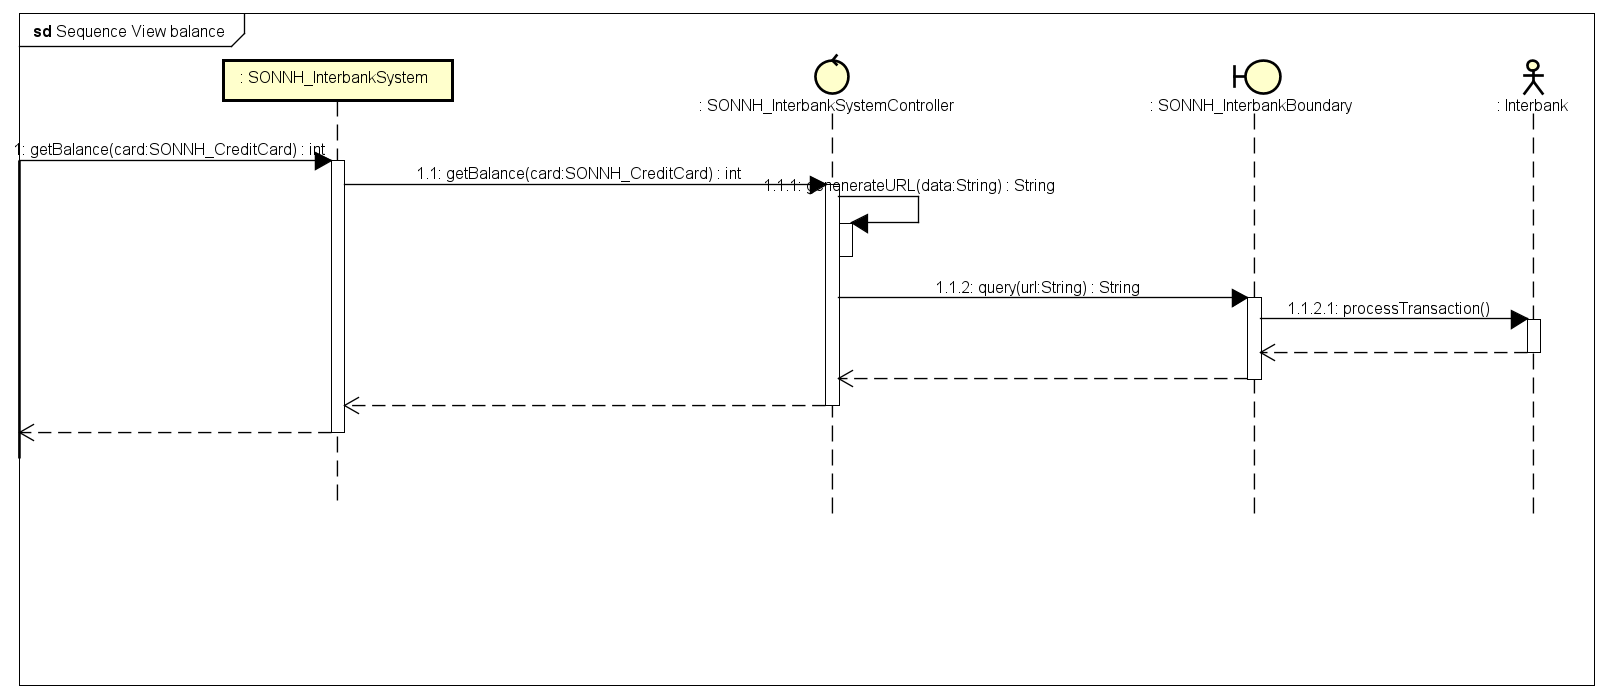 sd Sequence View balance
: SONNH_InterbankSystem
: SONNH_InterbankSystemController
: SONNH_InterbankBoundary
: Interbank
1: getBalance(card:SONNH_CreditCard) : int
1.1: getBalance(card:SONNH_CreditCard) : int
1.1.1: genenerateURL(data:String) : String
1.1.2: query(url:String) : String
1.1.2.1: processTransaction()